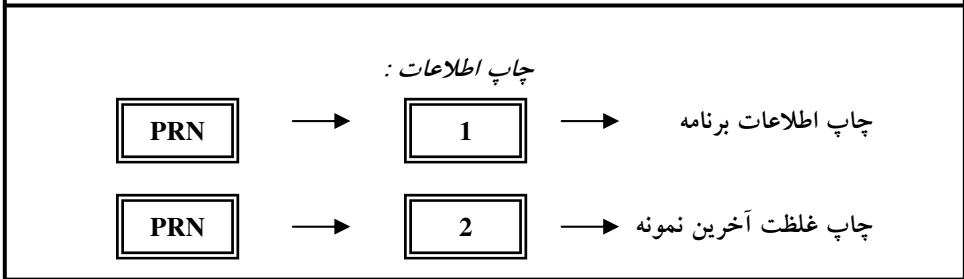 چاپ اطلاعات :
PRN → 1 → چاپ اطلاعات برنامه
PRN → 2 → چاپ غلظت آخرین نمونه